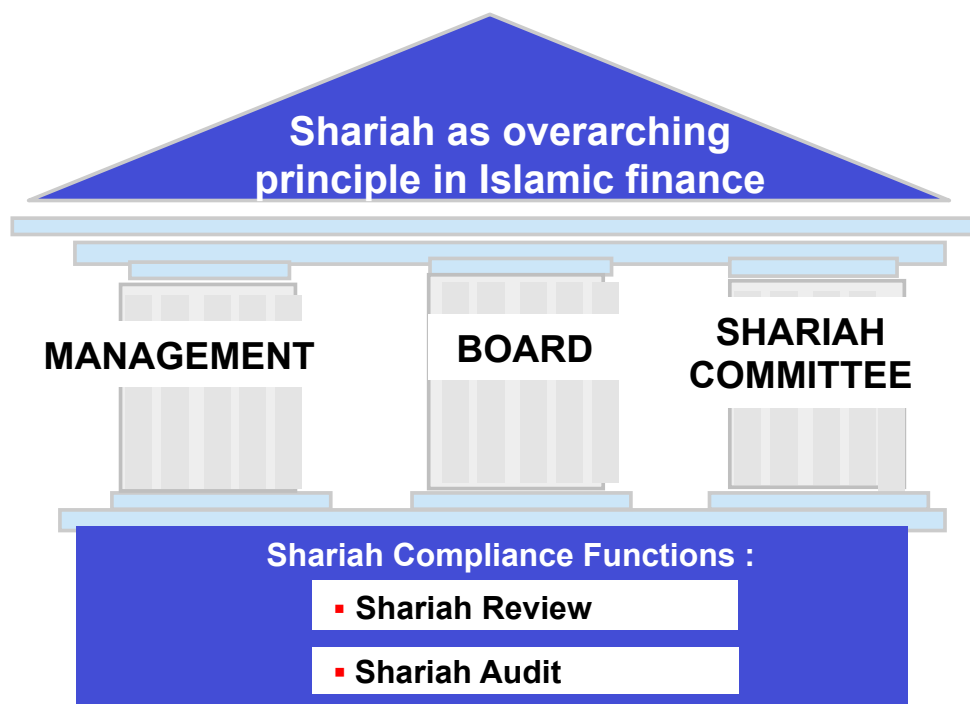 Shariah as overarching
principle in Islamic finance
MANAGEMENT
BOARD
SHARIAH
COMMITTEE
Shariah Compliance Functions :
▪ Shariah Review
▪ Shariah Audit